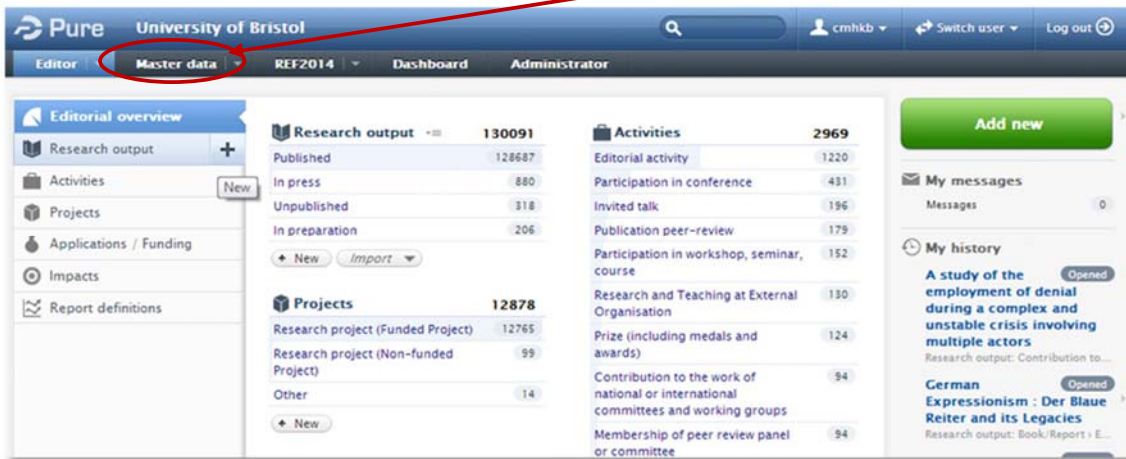 Pure University of Bristol cmhkb Switch user Log out
Editor Master data REF2014 Dashboard Administrator
Editorial overview
Research output
New
Activities
Projects
Applications / Funding
Impacts
Report definitions
Research output 130091
Published 128687
In press 880
Unpublished 318
In preparation 206
+ New Import
Projects 12878
Research project (Funded Project) 12765
Research project (Non-funded
Project) 99
Other 14
+ New
Activities 2969
Editorial activity 1220
Participation in conference 431
Invited talk 196
Publication peer-review 179
Participation in workshop, seminar,
course 152
Research and Teaching at External
Organisation 130
Prize (including medals and
awards) 124
Contribution to the work of
national or international
committees and working groups 94
Membership of peer review panel
or committee 94
Add new
My messages
Messages 0
My history
A study of the Opened
employment of denial
during a complex and
unstable crisis involving
multiple actors
Research output: Contribution to...
German Opened
Expressionism : Der Blaue
Reiter and its Legacies
Research output: Book/Report › E...